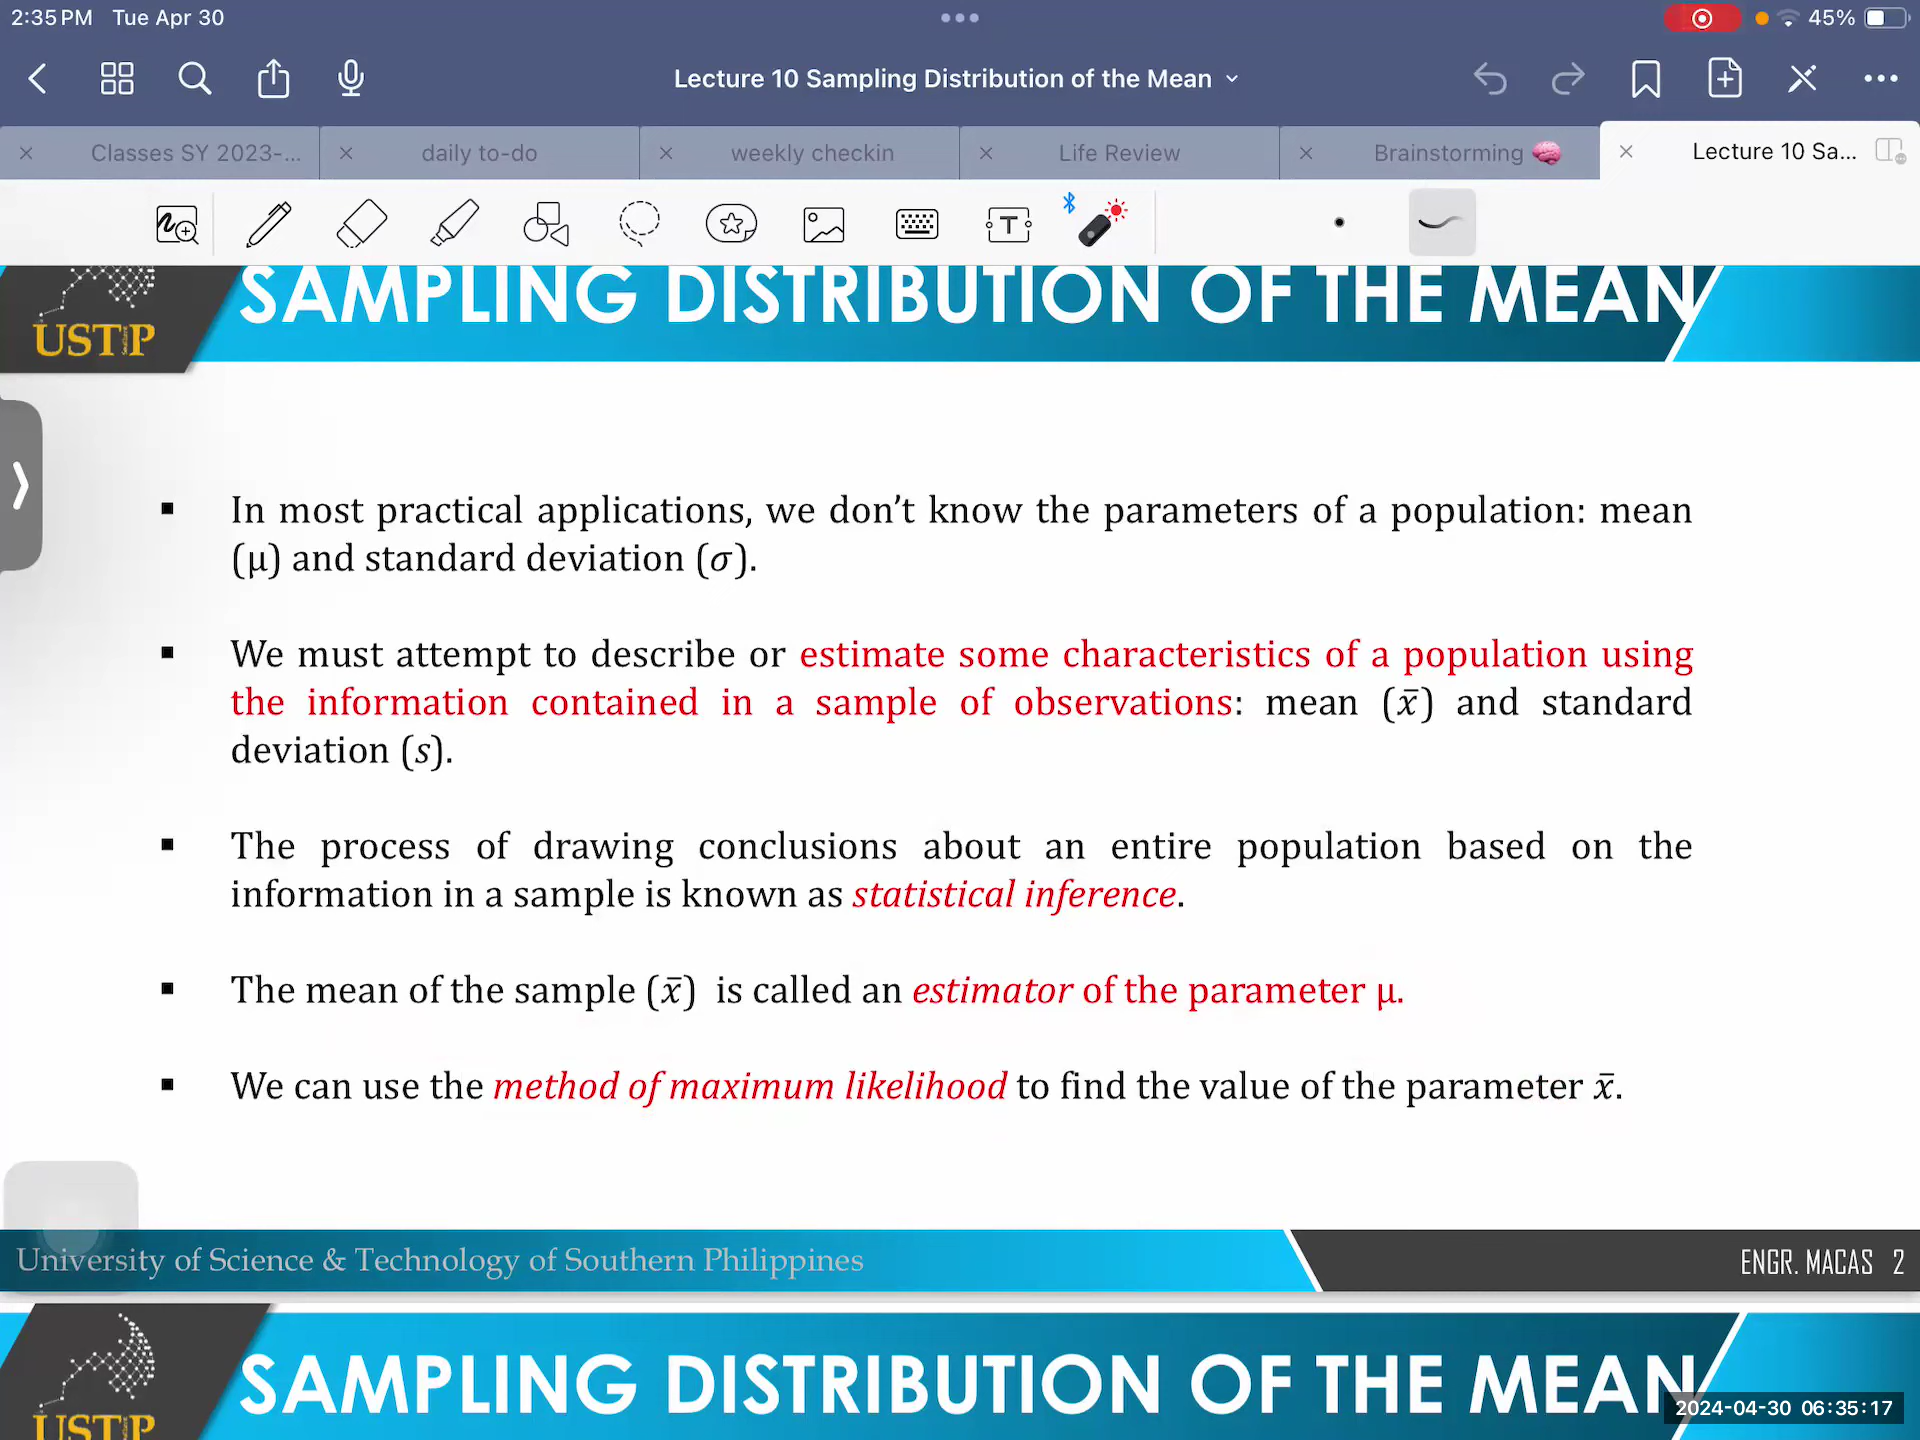 2:35 PM Tue Apr 30
45%
Lecture 10 Sampling Distribution of the Mean
Classes SY 2023-...
daily to-do
weekly checkin
Life Review
Brainstorming 🧠
Lecture 10 Sa...
T
SAMPLING DISTRIBUTION OF THE MEAN
USTP
▪ In most practical applications, we don’t know the parameters of a population: mean
(μ) and standard deviation (σ).
▪ We must attempt to describe or estimate some characteristics of a population using
the information contained in a sample of observations: mean (x̄) and standard
deviation (s).
▪ The process of drawing conclusions about an entire population based on the
information in a sample is known as statistical inference.
▪ The mean of the sample (x̄) is called an estimator of the parameter μ.
▪ We can use the method of maximum likelihood to find the value of the parameter x̄.
University of Science & Technology of Southern Philippines
ENGR. MACAS 2
SAMPLING DISTRIBUTION OF THE MEAN
USTP
2024-04-30 06:35:17